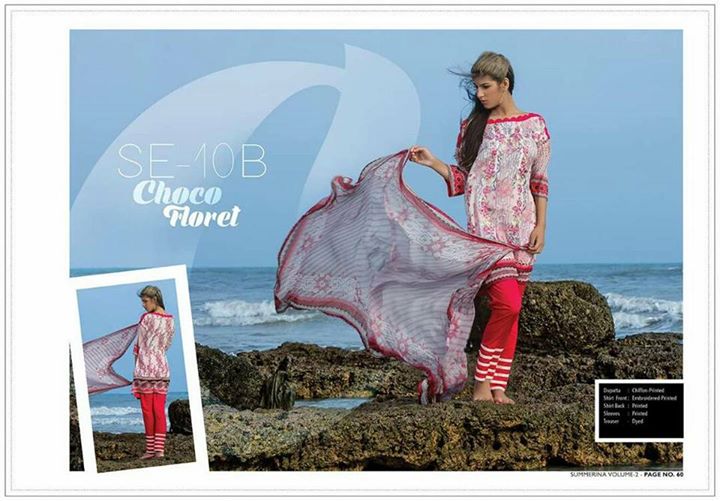 SE-10B
Choco
Floret
Duparta : Chiffon-Printed
Shirt Front : Embroidered-Printed
Shirt Back : Printed
Sleeves : Printed
Trouser : Dyed
SUMMERINA VOLUME-2 - PAGE NO. 60